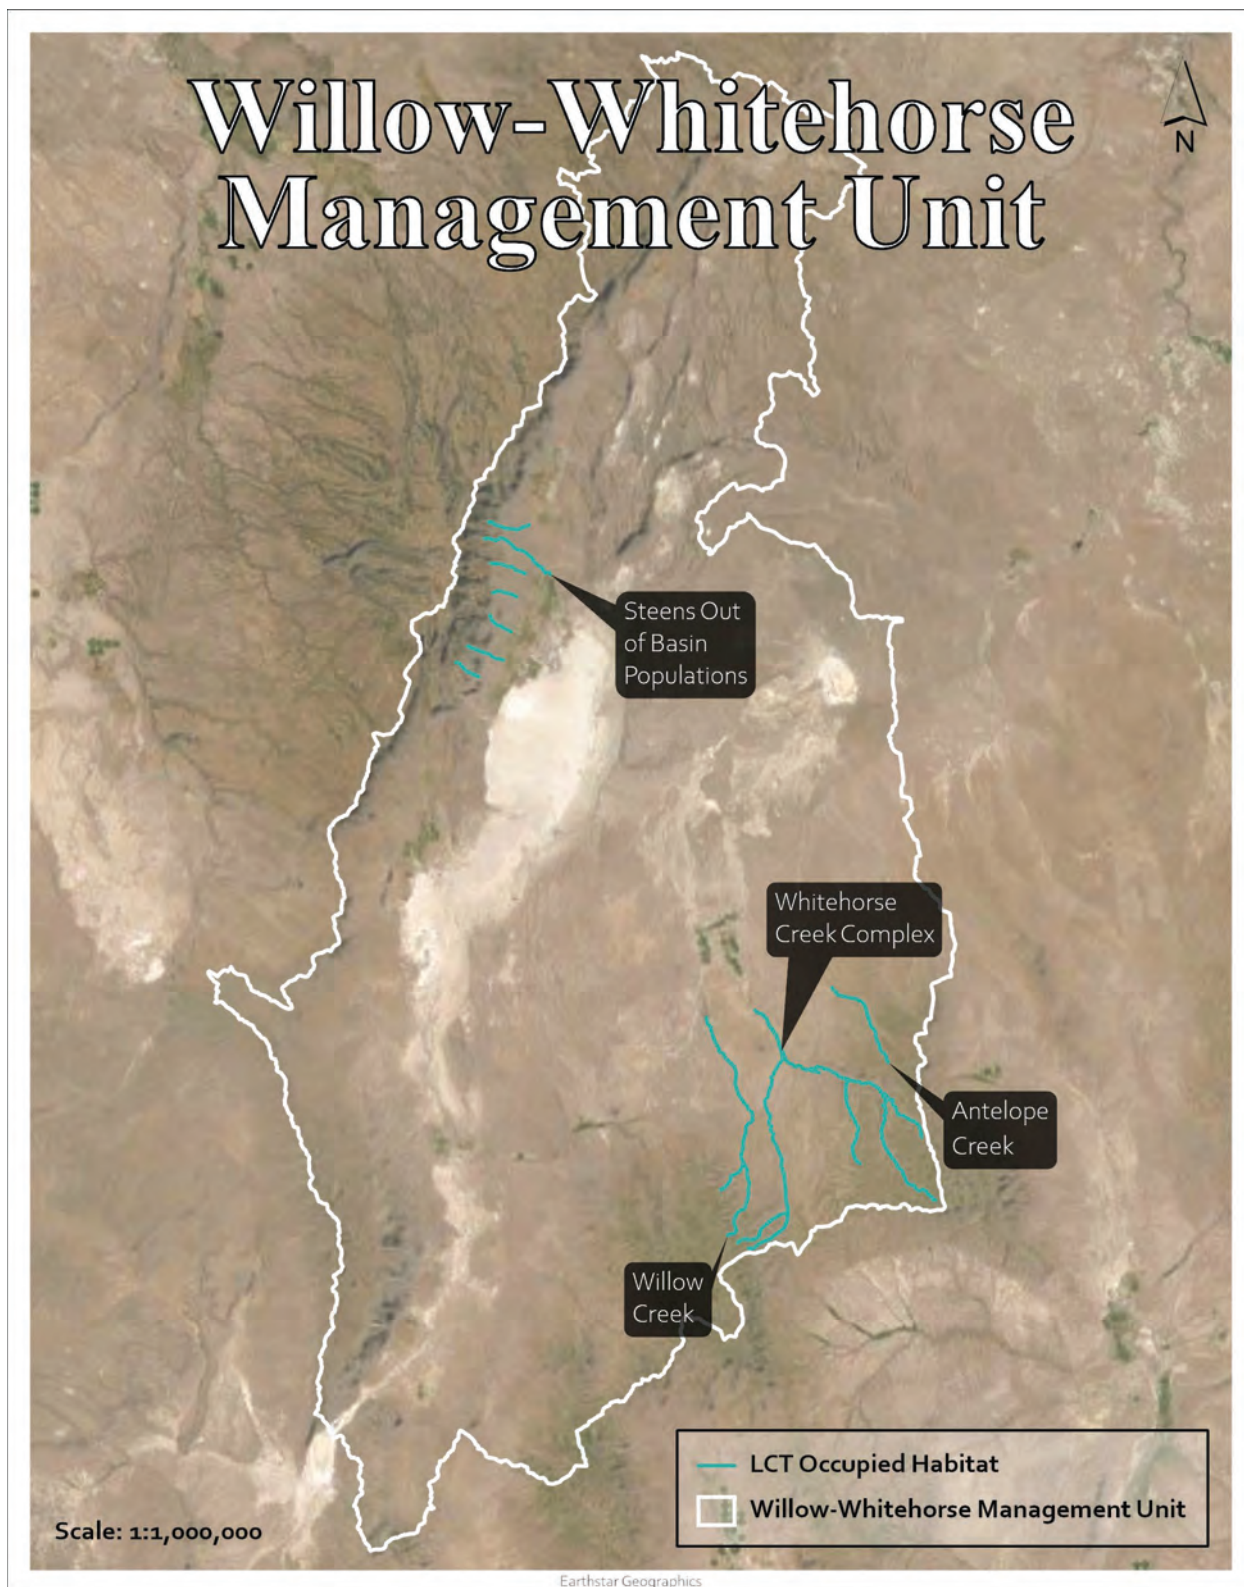 Willow-Whitehorse
Management Unit
N
Steens Out
of Basin
Populations
Whitehorse
Creek Complex
Antelope
Creek
Willow
Creek
LCT Occupied Habitat
Willow-Whitehorse Management Unit
Scale: 1:1,000,000
Earthstar Geographics